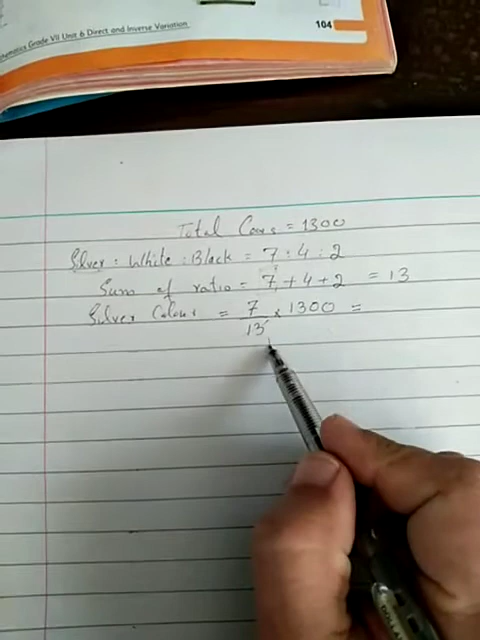 104
Mathematics Grade VII Unit 6 Direct and Inverse Variation
Total Cars = 1300
Silver : White : Black = 7 : 4 : 2
Sum of ratio = 7 + 4 + 2 = 13
Silver Colour = 7/13 × 1300 =